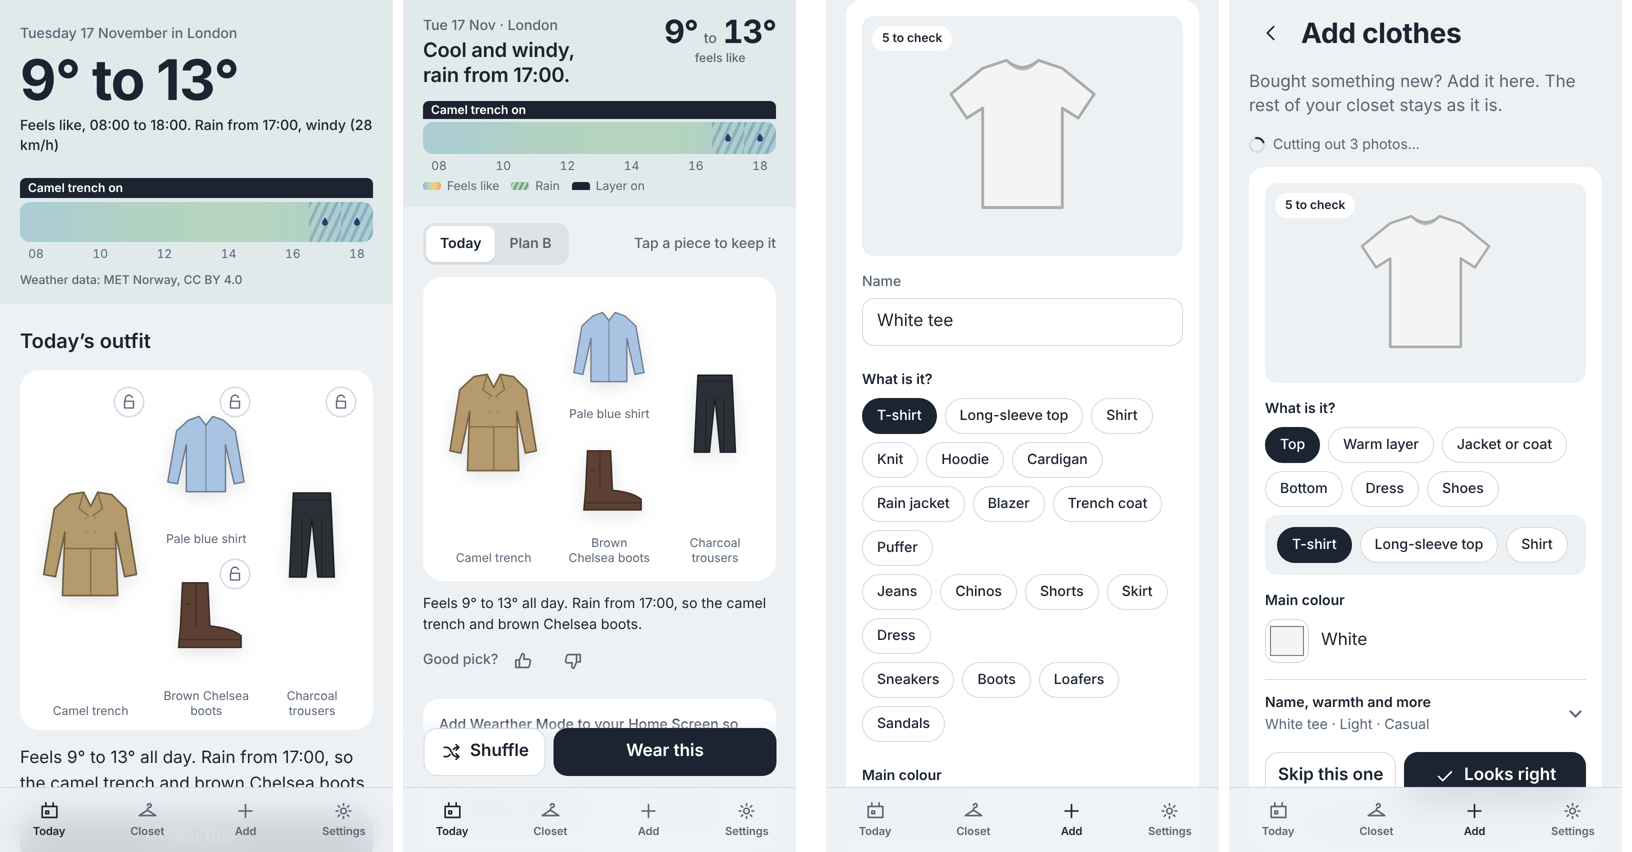 Tuesday 17 November in London
9° to 13°
Feels like, 08:00 to 18:00. Rain from 17:00, windy (28
km/h)
Camel trench on
08 10 12 14 16 18
Weather data: MET Norway, CC BY 4.0
Today’s outfit
Pale blue shirt
Camel trench
Brown Chelsea
boots
Charcoal
trousers
Feels 9° to 13° all day. Rain from 17:00, so
the camel trench and brown Chelsea boots.
Wear this
Today Closet Add Settings
Tue 17 Nov · London
Cool and windy,
rain from 17:00.
9° to 13°
feels like
Camel trench on
08 10 12 14 16 18
Feels like Rain Layer on
Today Plan B Tap a piece to keep it
Pale blue shirt
Camel trench
Brown
Chelsea boots
Charcoal
trousers
Feels 9° to 13° all day. Rain from 17:00, so the camel
trench and brown Chelsea boots.
Good pick?
Add Wearther Mode to your Home Screen so
Shuffle Wear this
Today Closet Add Settings
5 to check
Name
White tee
What is it?
T-shirt Long-sleeve top Shirt
Knit Hoodie Cardigan
Rain jacket Blazer Trench coat
Puffer
Jeans Chinos Shorts Skirt
Dress
Sneakers Boots Loafers
Sandals
Main colour
Today Closet Add Settings
Add clothes
Bought something new? Add it here. The
rest of your closet stays as it is.
Cutting out 3 photos...
5 to check
What is it?
Top Warm layer Jacket or coat
Bottom Dress Shoes
T-shirt Long-sleeve top Shirt
Main colour
White
Name, warmth and more
White tee · Light · Casual
Skip this one Looks right
Today Closet Add Settings